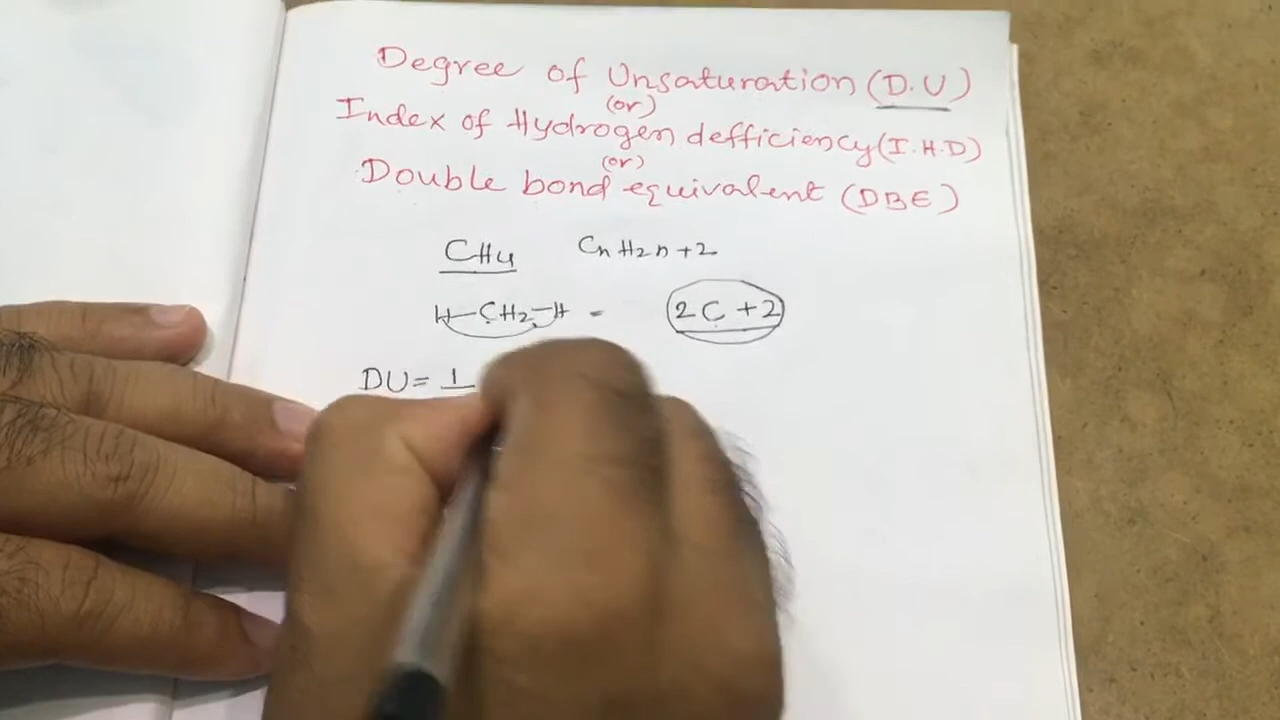 Degree of Unsaturation (D.U)
(or)
Index of Hydrogen defficiency (I.H.D)
(or)
Double bond equivalent (DBE)
CH4 CnH2n+2
H-CH2-H - 2C+2
DU= 1